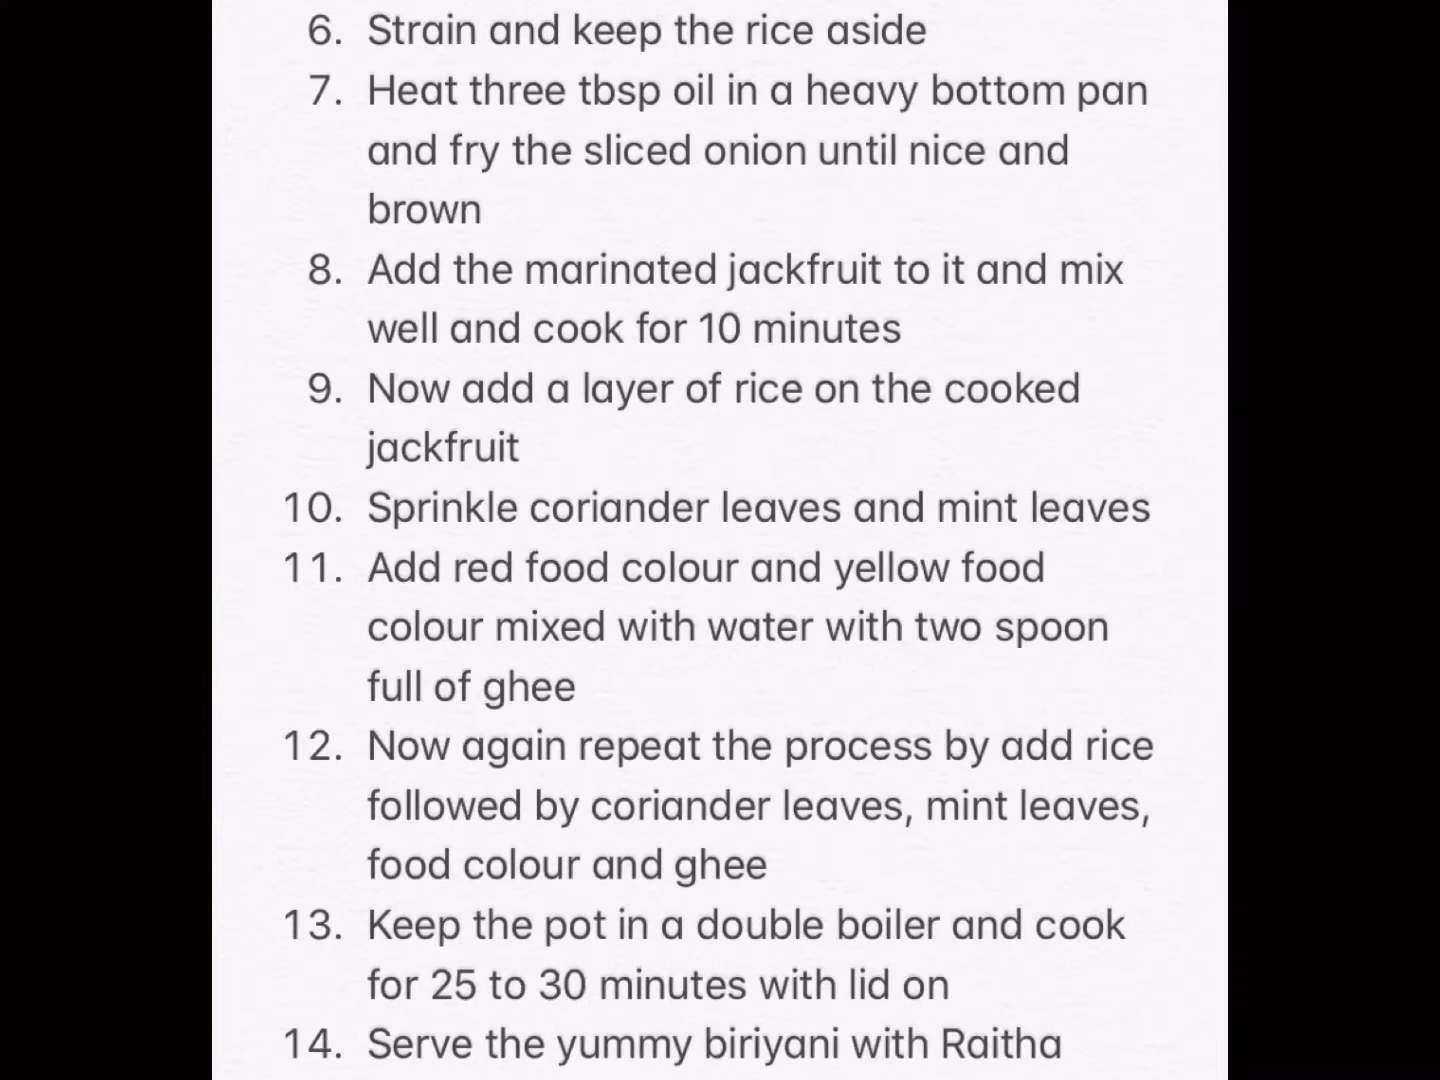 6. Strain and keep the rice aside
7. Heat three tbsp oil in a heavy bottom pan
and fry the sliced onion until nice and
brown
8. Add the marinated jackfruit to it and mix
well and cook for 10 minutes
9. Now add a layer of rice on the cooked
jackfruit
10. Sprinkle coriander leaves and mint leaves
11. Add red food colour and yellow food
colour mixed with water with two spoon
full of ghee
12. Now again repeat the process by add rice
followed by coriander leaves, mint leaves,
food colour and ghee
13. Keep the pot in a double boiler and cook
for 25 to 30 minutes with lid on
14. Serve the yummy biriyani with Raitha